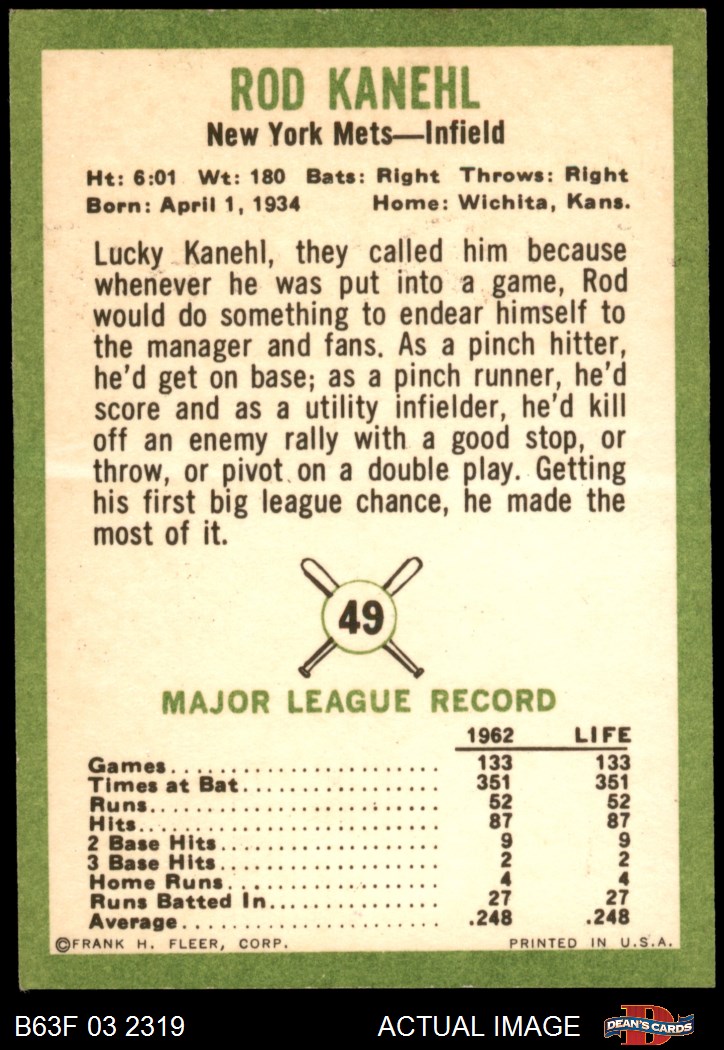 ROD KANEHL
New York Mets—Infield
Ht: 6:01 Wt: 180 Bats: Right Throws: Right
Born: April 1, 1934 Home: Wichita, Kans.
Lucky Kanehl, they called him because
whenever he was put into a game, Rod
would do something to endear himself to
the manager and fans. As a pinch hitter,
he'd get on base; as a pinch runner, he'd
score and as a utility infielder, he'd kill
off an enemy rally with a good stop, or
throw, or pivot on a double play. Getting
his first big league chance, he made the
most of it.
49
MAJOR LEAGUE RECORD
1962 LIFE
Games........................ 133 133
Times at Bat.................. 351 351
Runs......................... 52 52
Hits.......................... 87 87
2 Base Hits.................... 9 9
3 Base Hits.................... 2 2
Home Runs................... 4 4
Runs Batted In............... 27 27
Average....................... .248 .248
©FRANK H. FLEER, CORP. PRINTED IN U.S.A.
B63F 03 2319 ACTUAL IMAGE DEAN'S CARDS